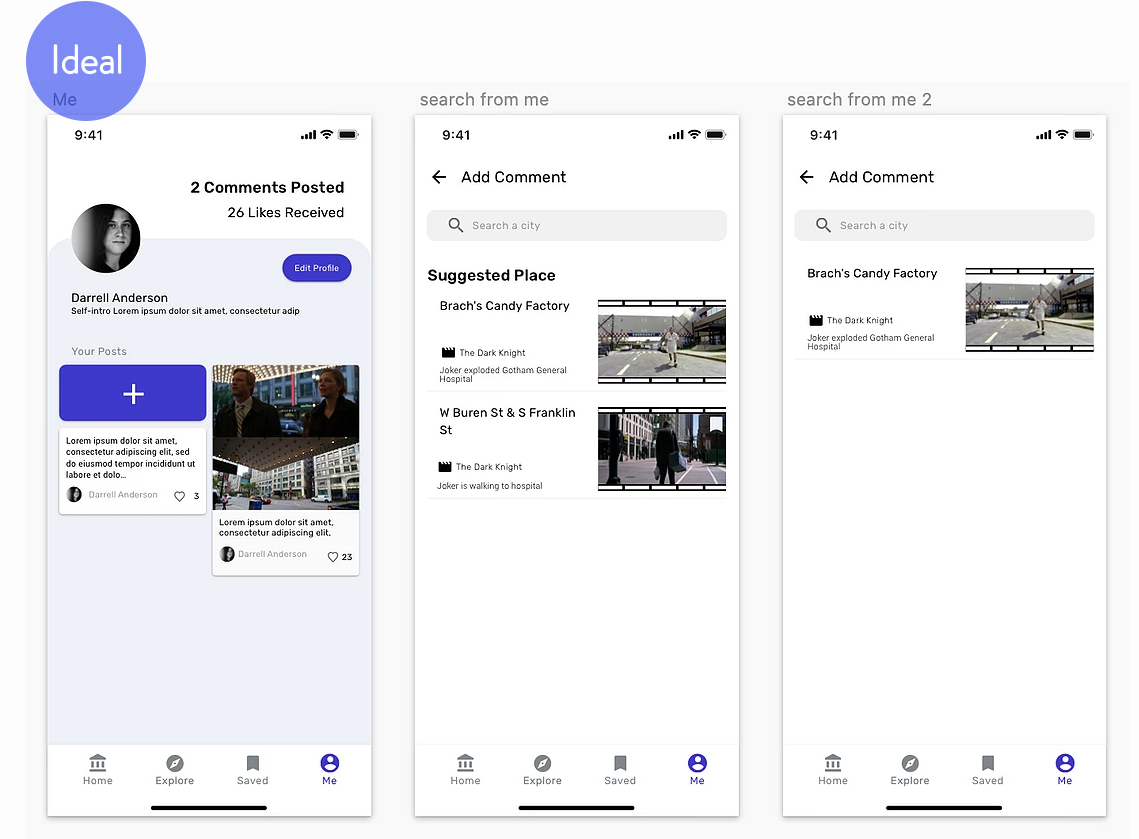 Ideal
Me
9:41
2 Comments Posted
26 Likes Received
Edit Profile
Darrell Anderson
Self-intro Lorem ipsum dolor sit amet, consectetur adip
Your Posts
Lorem ipsum dolor sit amet,
consectetur adipiscing elit, sed
do eiusmod tempor incididunt ut
labore et dolo...
Darrell Anderson
3
Lorem ipsum dolor sit amet,
consectetur adipiscing elit.
Darrell Anderson
23
Home
Explore
Saved
Me
search from me
9:41
Add Comment
Search a city
Suggested Place
Brach's Candy Factory
The Dark Knight
Joker exploded Gotham General
Hospital
W Buren St & S Franklin
St
The Dark Knight
Joker is walking to hospital
Home
Explore
Saved
Me
search from me 2
9:41
Add Comment
Search a city
Brach's Candy Factory
The Dark Knight
Joker exploded Gotham General
Hospital
Home
Explore
Saved
Me